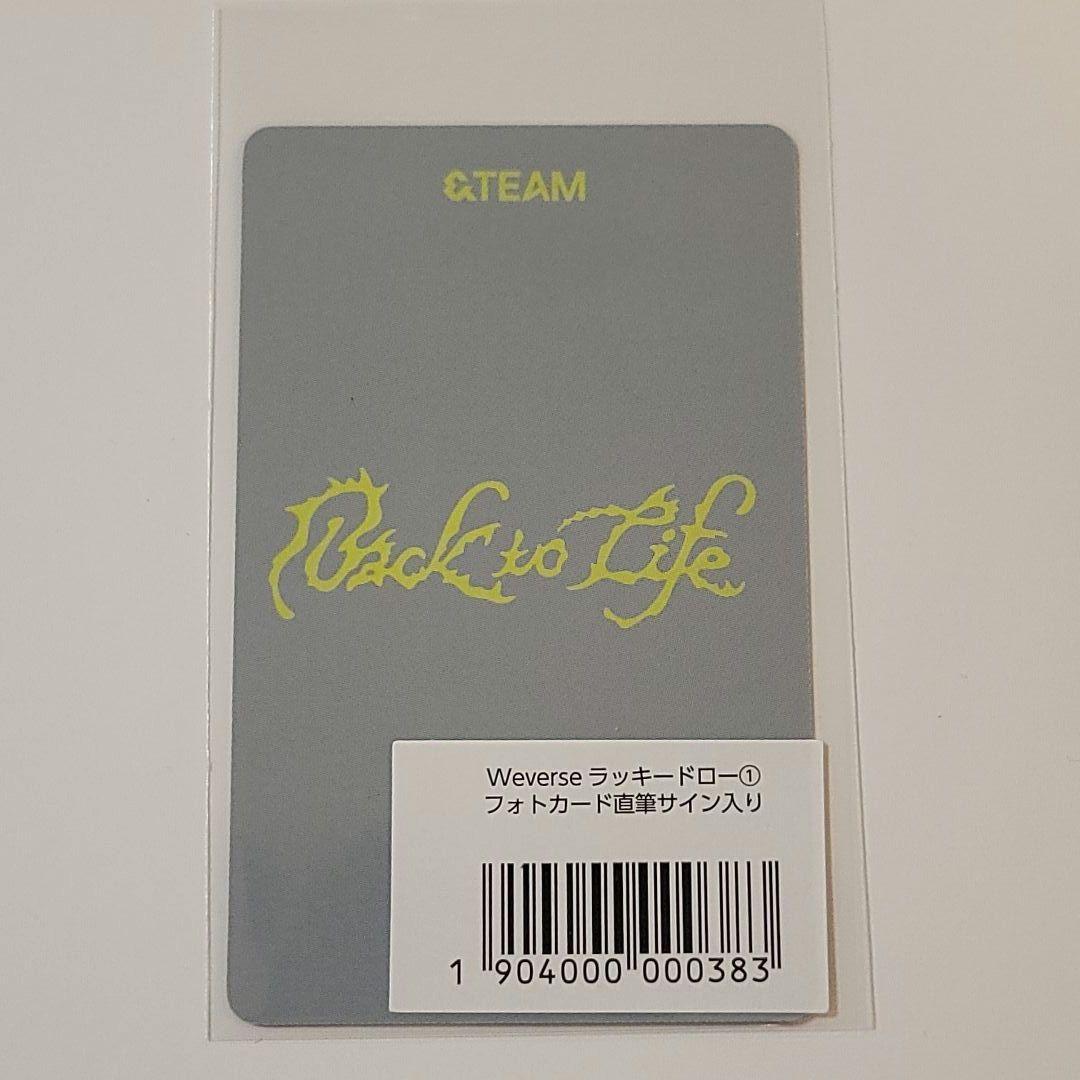 &TEAM
Back to Life
Weverse ラッキードロー①
フォトカード直筆サイン入り
1 904000 000383